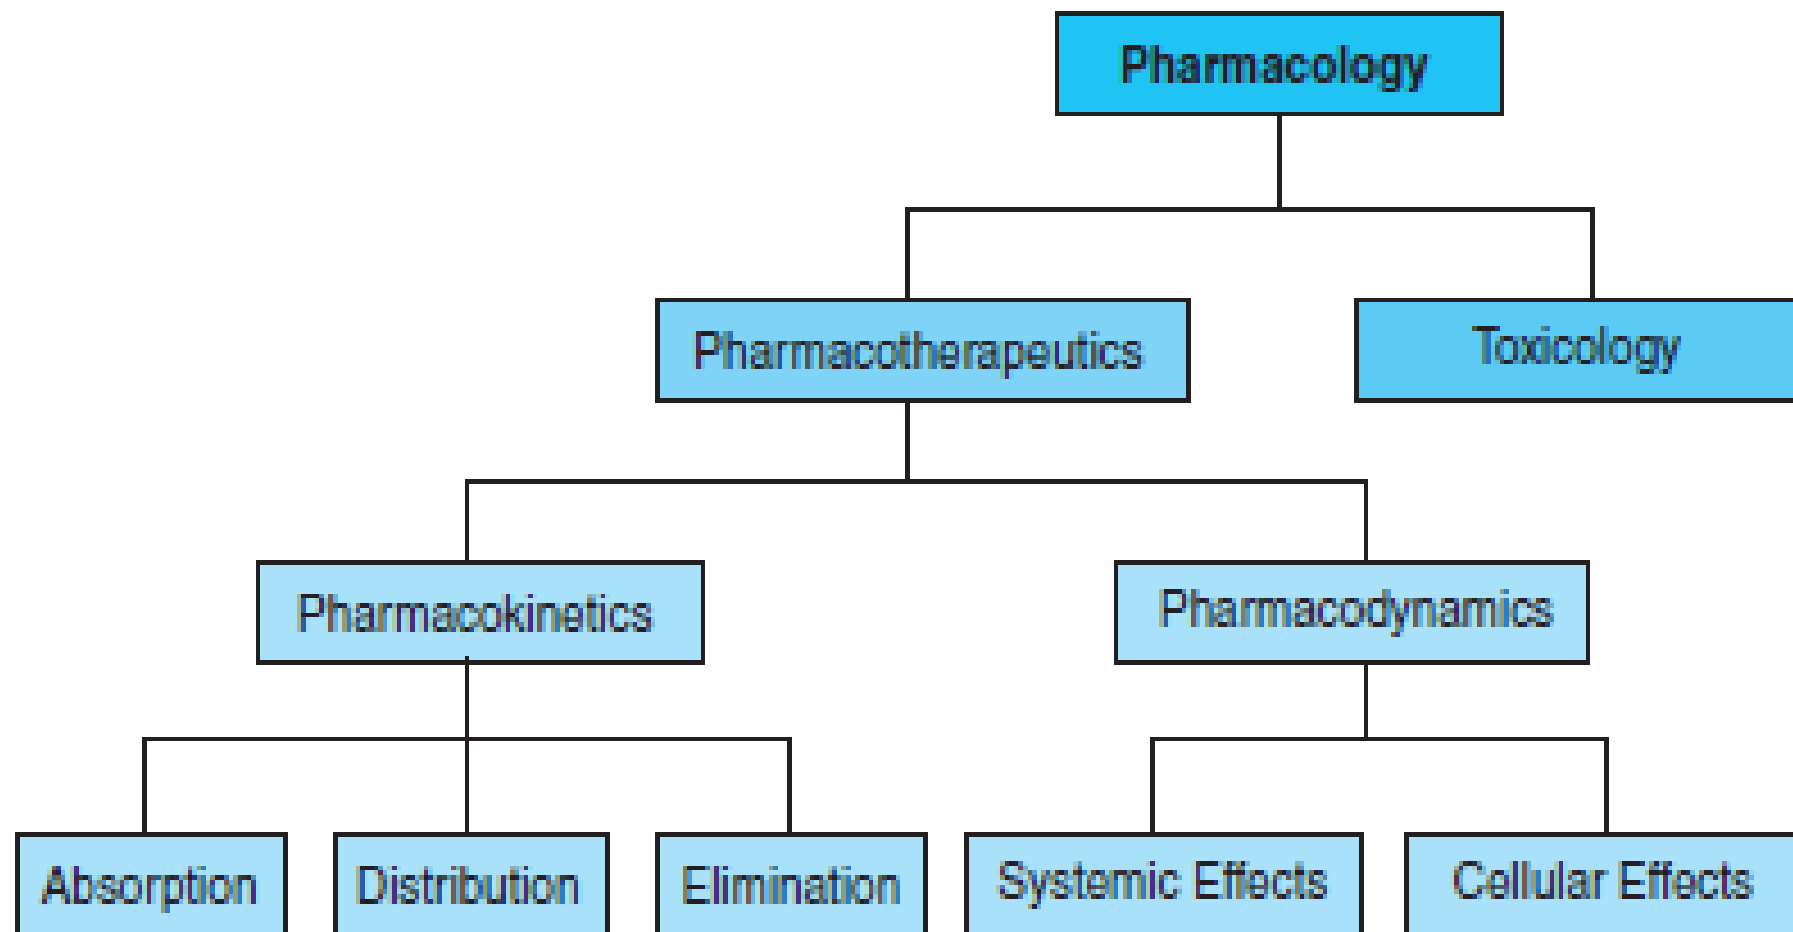 Pharmacology
Pharmacotherapeutics
Toxicology
Pharmacokinetics
Pharmacodynamics
Absorption
Distribution
Elimination
Systemic Effects
Cellular Effects